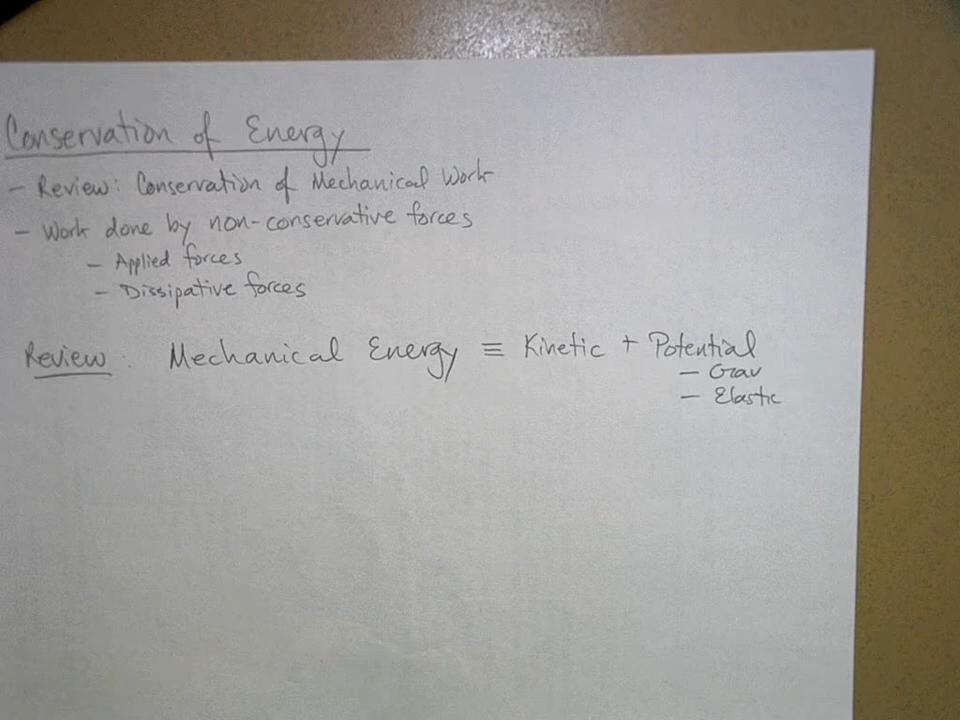 Conservation of Energy
- Review: Conservation of Mechanical Work
- Work done by non-conservative forces
- Applied forces
- Dissipative forces
Review: Mechanical Energy ≡ Kinetic + Potential
- Grav
- Elastic